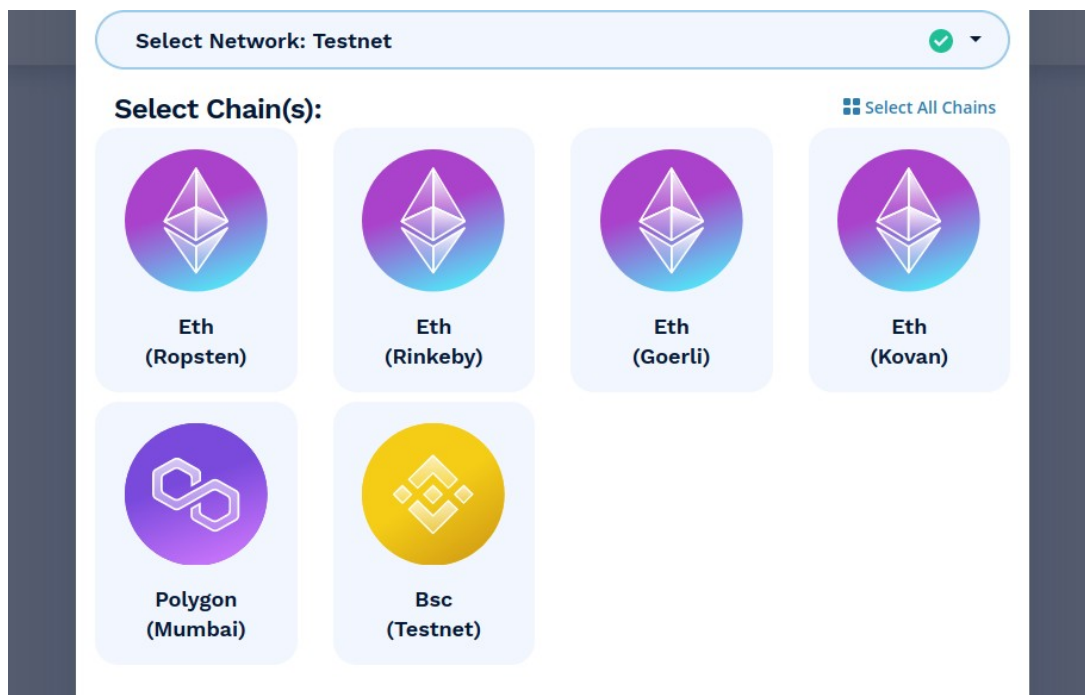 Select Network: Testnet
Select Chain(s):
Select All Chains
Eth
(Ropsten)
Eth
(Rinkeby)
Eth
(Goerli)
Eth
(Kovan)
Polygon
(Mumbai)
Bsc
(Testnet)